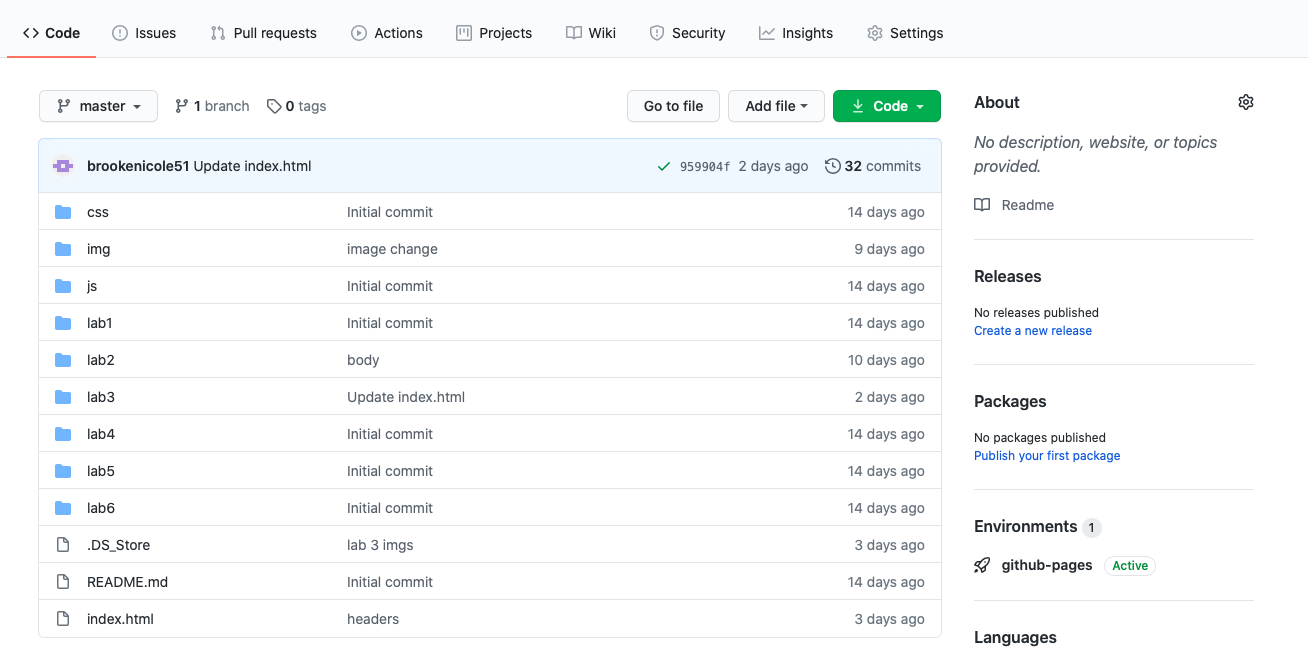 Code Issues Pull requests Actions Projects Wiki Security Insights Settings
master 1 branch 0 tags Go to file Add file Code
brookenicole51 Update index.html 959904f 2 days ago 32 commits
css Initial commit 14 days ago
img image change 9 days ago
js Initial commit 14 days ago
lab1 Initial commit 14 days ago
lab2 body 10 days ago
lab3 Update index.html 2 days ago
lab4 Initial commit 14 days ago
lab5 Initial commit 14 days ago
lab6 Initial commit 14 days ago
.DS_Store lab 3 imgs 3 days ago
README.md Initial commit 14 days ago
index.html headers 3 days ago
About
No description, website, or topics
provided.
Readme
Releases
No releases published
Create a new release
Packages
No packages published
Publish your first package
Environments 1
github-pages Active
Languages